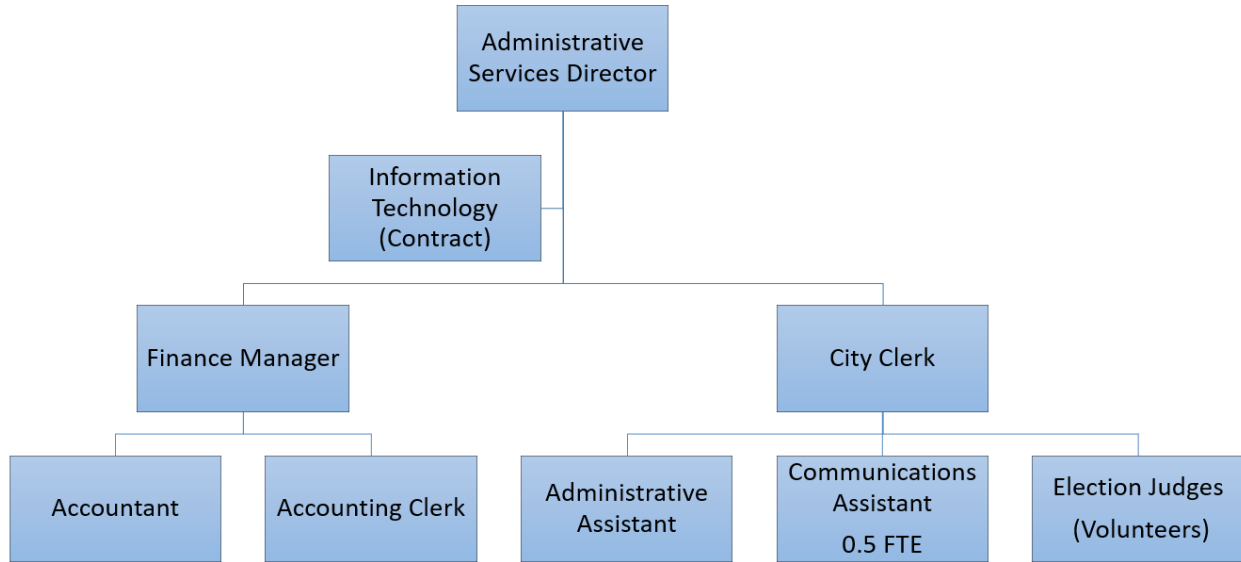 Administrative
Services Director
Information
Technology
(Contract)
Finance Manager
City Clerk
Accountant
Accounting Clerk
Administrative
Assistant
Communications
Assistant
0.5 FTE
Election Judges
(Volunteers)